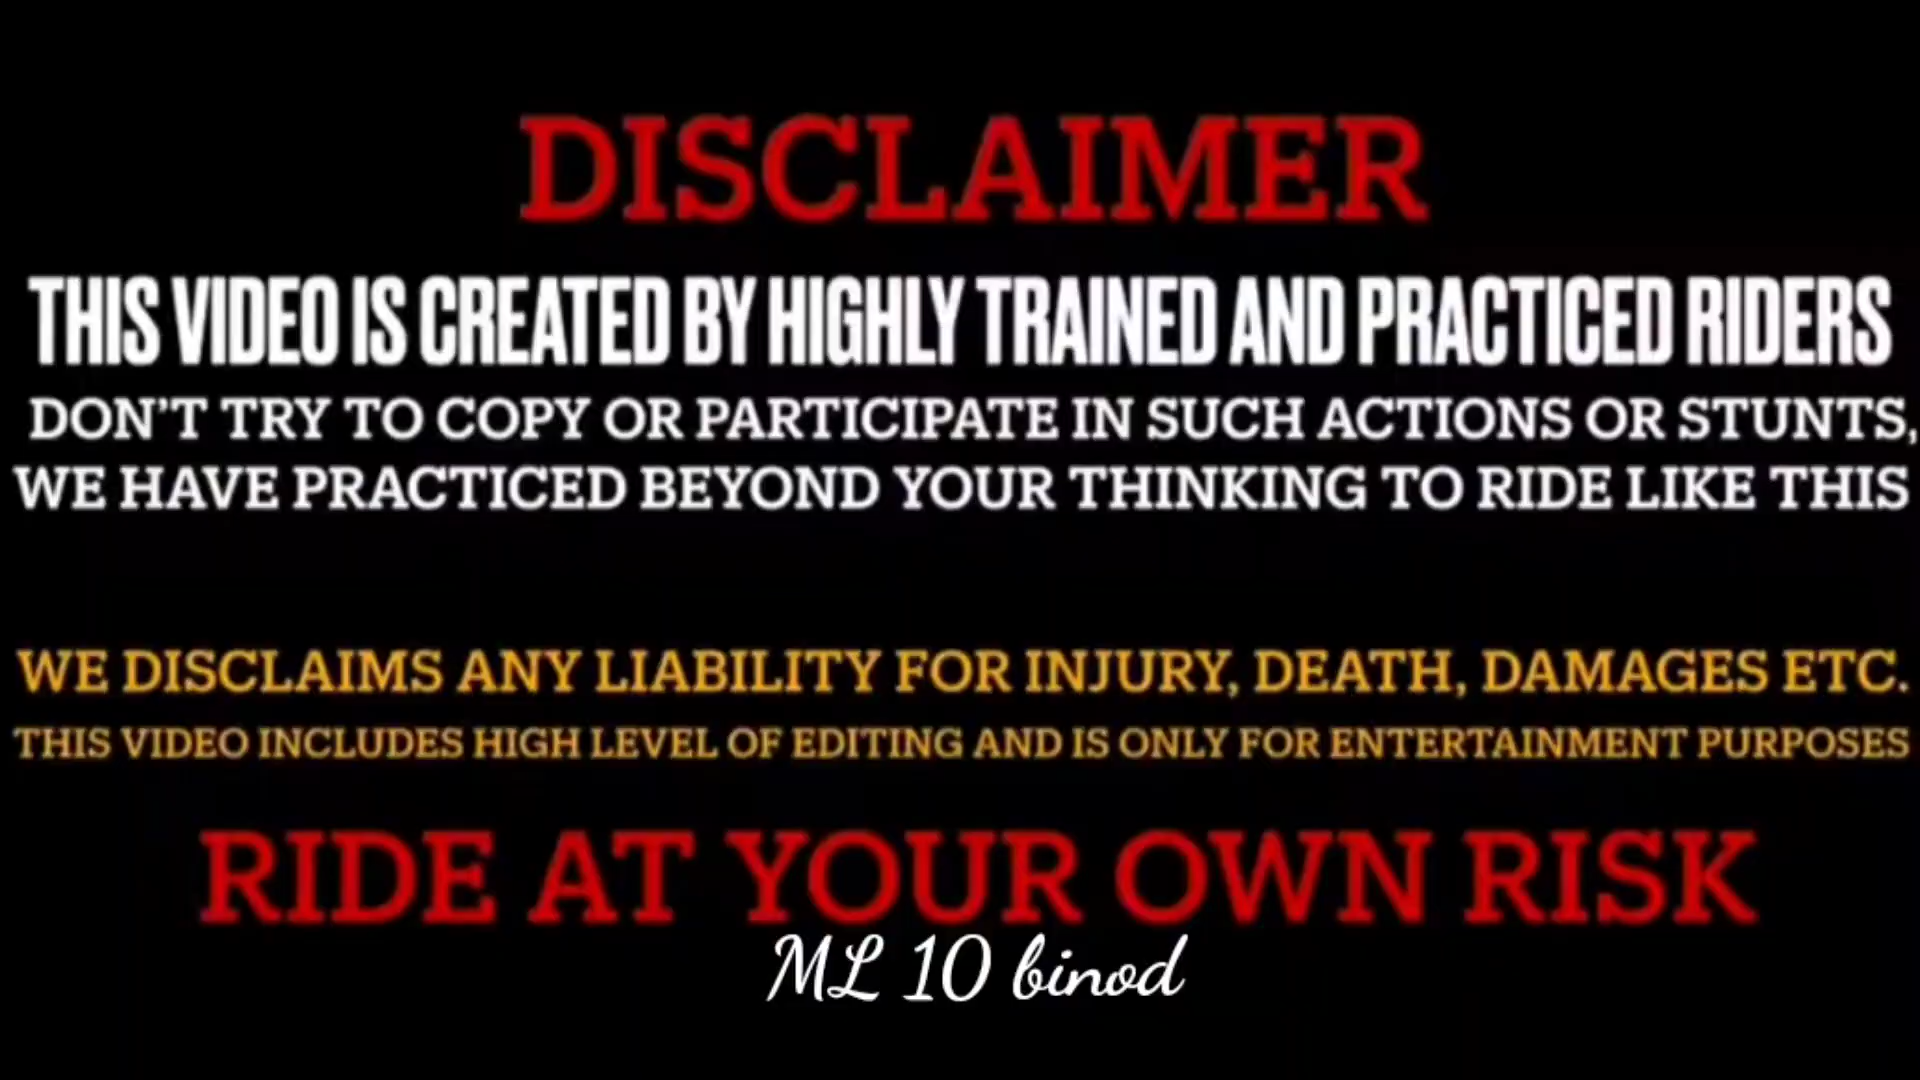 DISCLAIMER
THIS VIDEO IS CREATED BY HIGHLY TRAINED AND PRACTICED RIDERS
DON'T TRY TO COPY OR PARTICIPATE IN SUCH ACTIONS OR STUNTS,
WE HAVE PRACTICED BEYOND YOUR THINKING TO RIDE LIKE THIS
WE DISCLAIMS ANY LIABILITY FOR INJURY, DEATH, DAMAGES ETC.
THIS VIDEO INCLUDES HIGH LEVEL OF EDITING AND IS ONLY FOR ENTERTAINMENT PURPOSES
RIDE AT YOUR OWN RISK
ML 10 binod